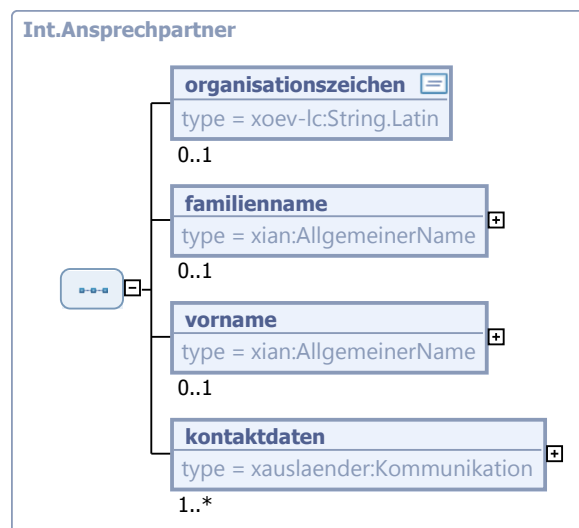 Int.Ansprechpartner
organisationszeichen
type = xoev-lc:String.Latin
0..1
familienname
type = xian:AllgemeinerName
0..1
vorname
type = xian:AllgemeinerName
0..1
kontaktdaten
type = xauslaender:Kommunikation
1..*